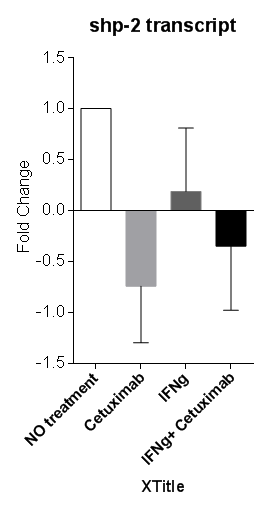 shp-2 transcript
1.5
1.0
0.5
0.0
-0.5
-1.0
-1.5
Fold Change
NO treatment
Cetuximab
IFNg
IFNg+ Cetuximab
XTitle